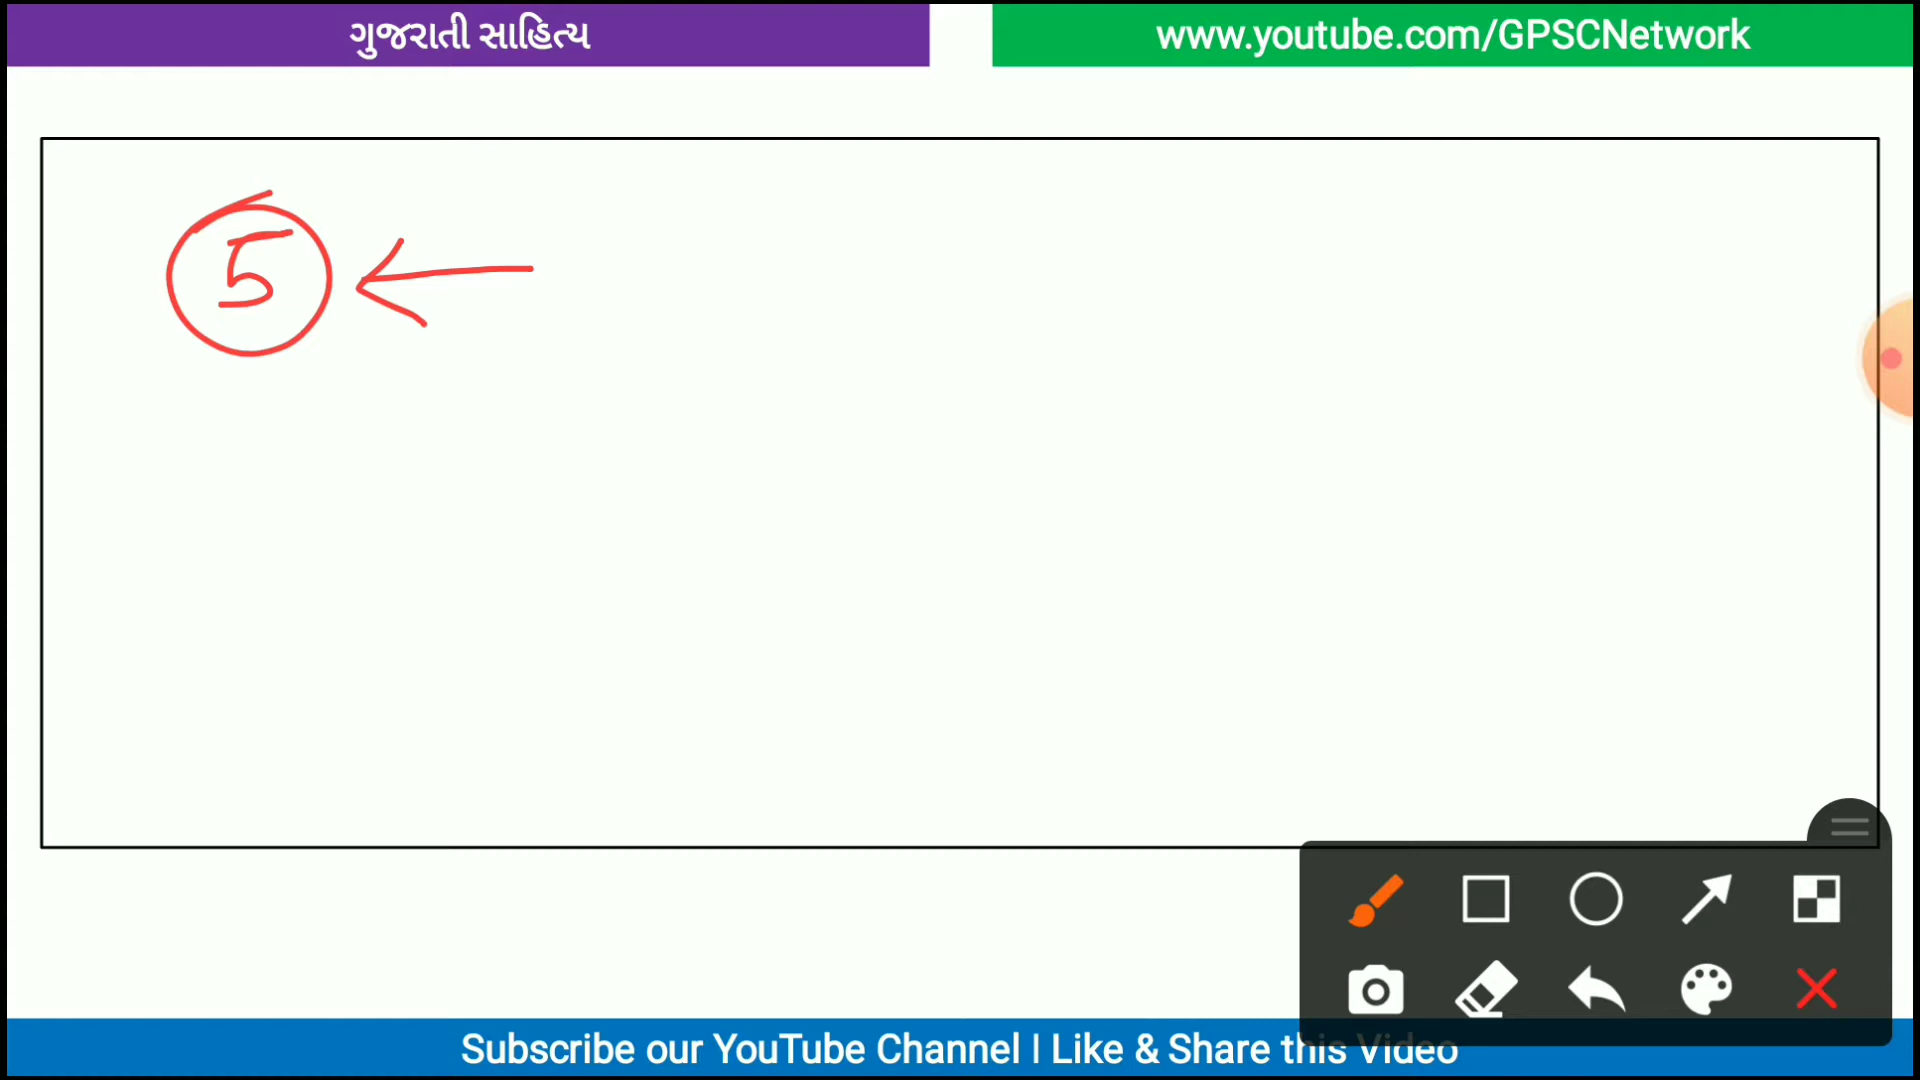 ગુજરાતી સાહિત્ય
www.youtube.com/GPSCNetwork
5
Subscribe our YouTube Channel I Like & Share this Video